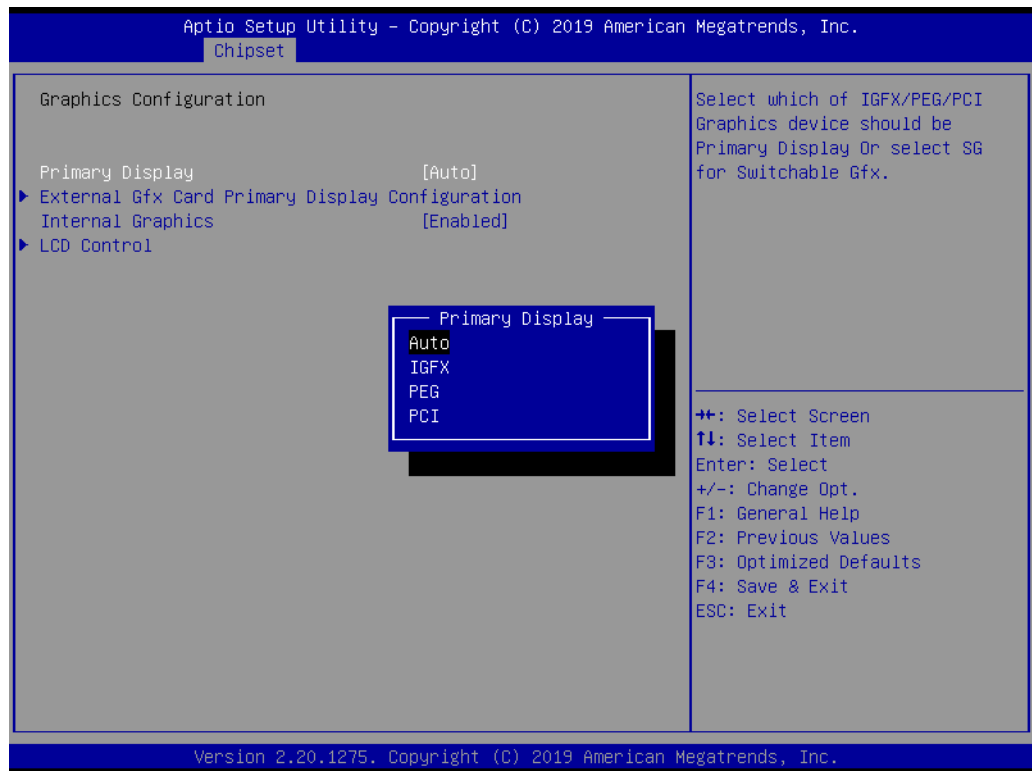 Aptio Setup Utility – Copyright (C) 2019 American Megatrends, Inc.
Chipset
Graphics Configuration
Primary Display [Auto]
External Gfx Card Primary Display Configuration
Internal Graphics [Enabled]
LCD Control
Primary Display
Auto
IGFX
PEG
PCI
Select which of IGFX/PEG/PCI
Graphics device should be
Primary Display Or select SG
for Switchable Gfx.
→←: Select Screen
↑↓: Select Item
Enter: Select
+/-: Change Opt.
F1: General Help
F2: Previous Values
F3: Optimized Defaults
F4: Save & Exit
ESC: Exit
Version 2.20.1275. Copyright (C) 2019 American Megatrends, Inc.